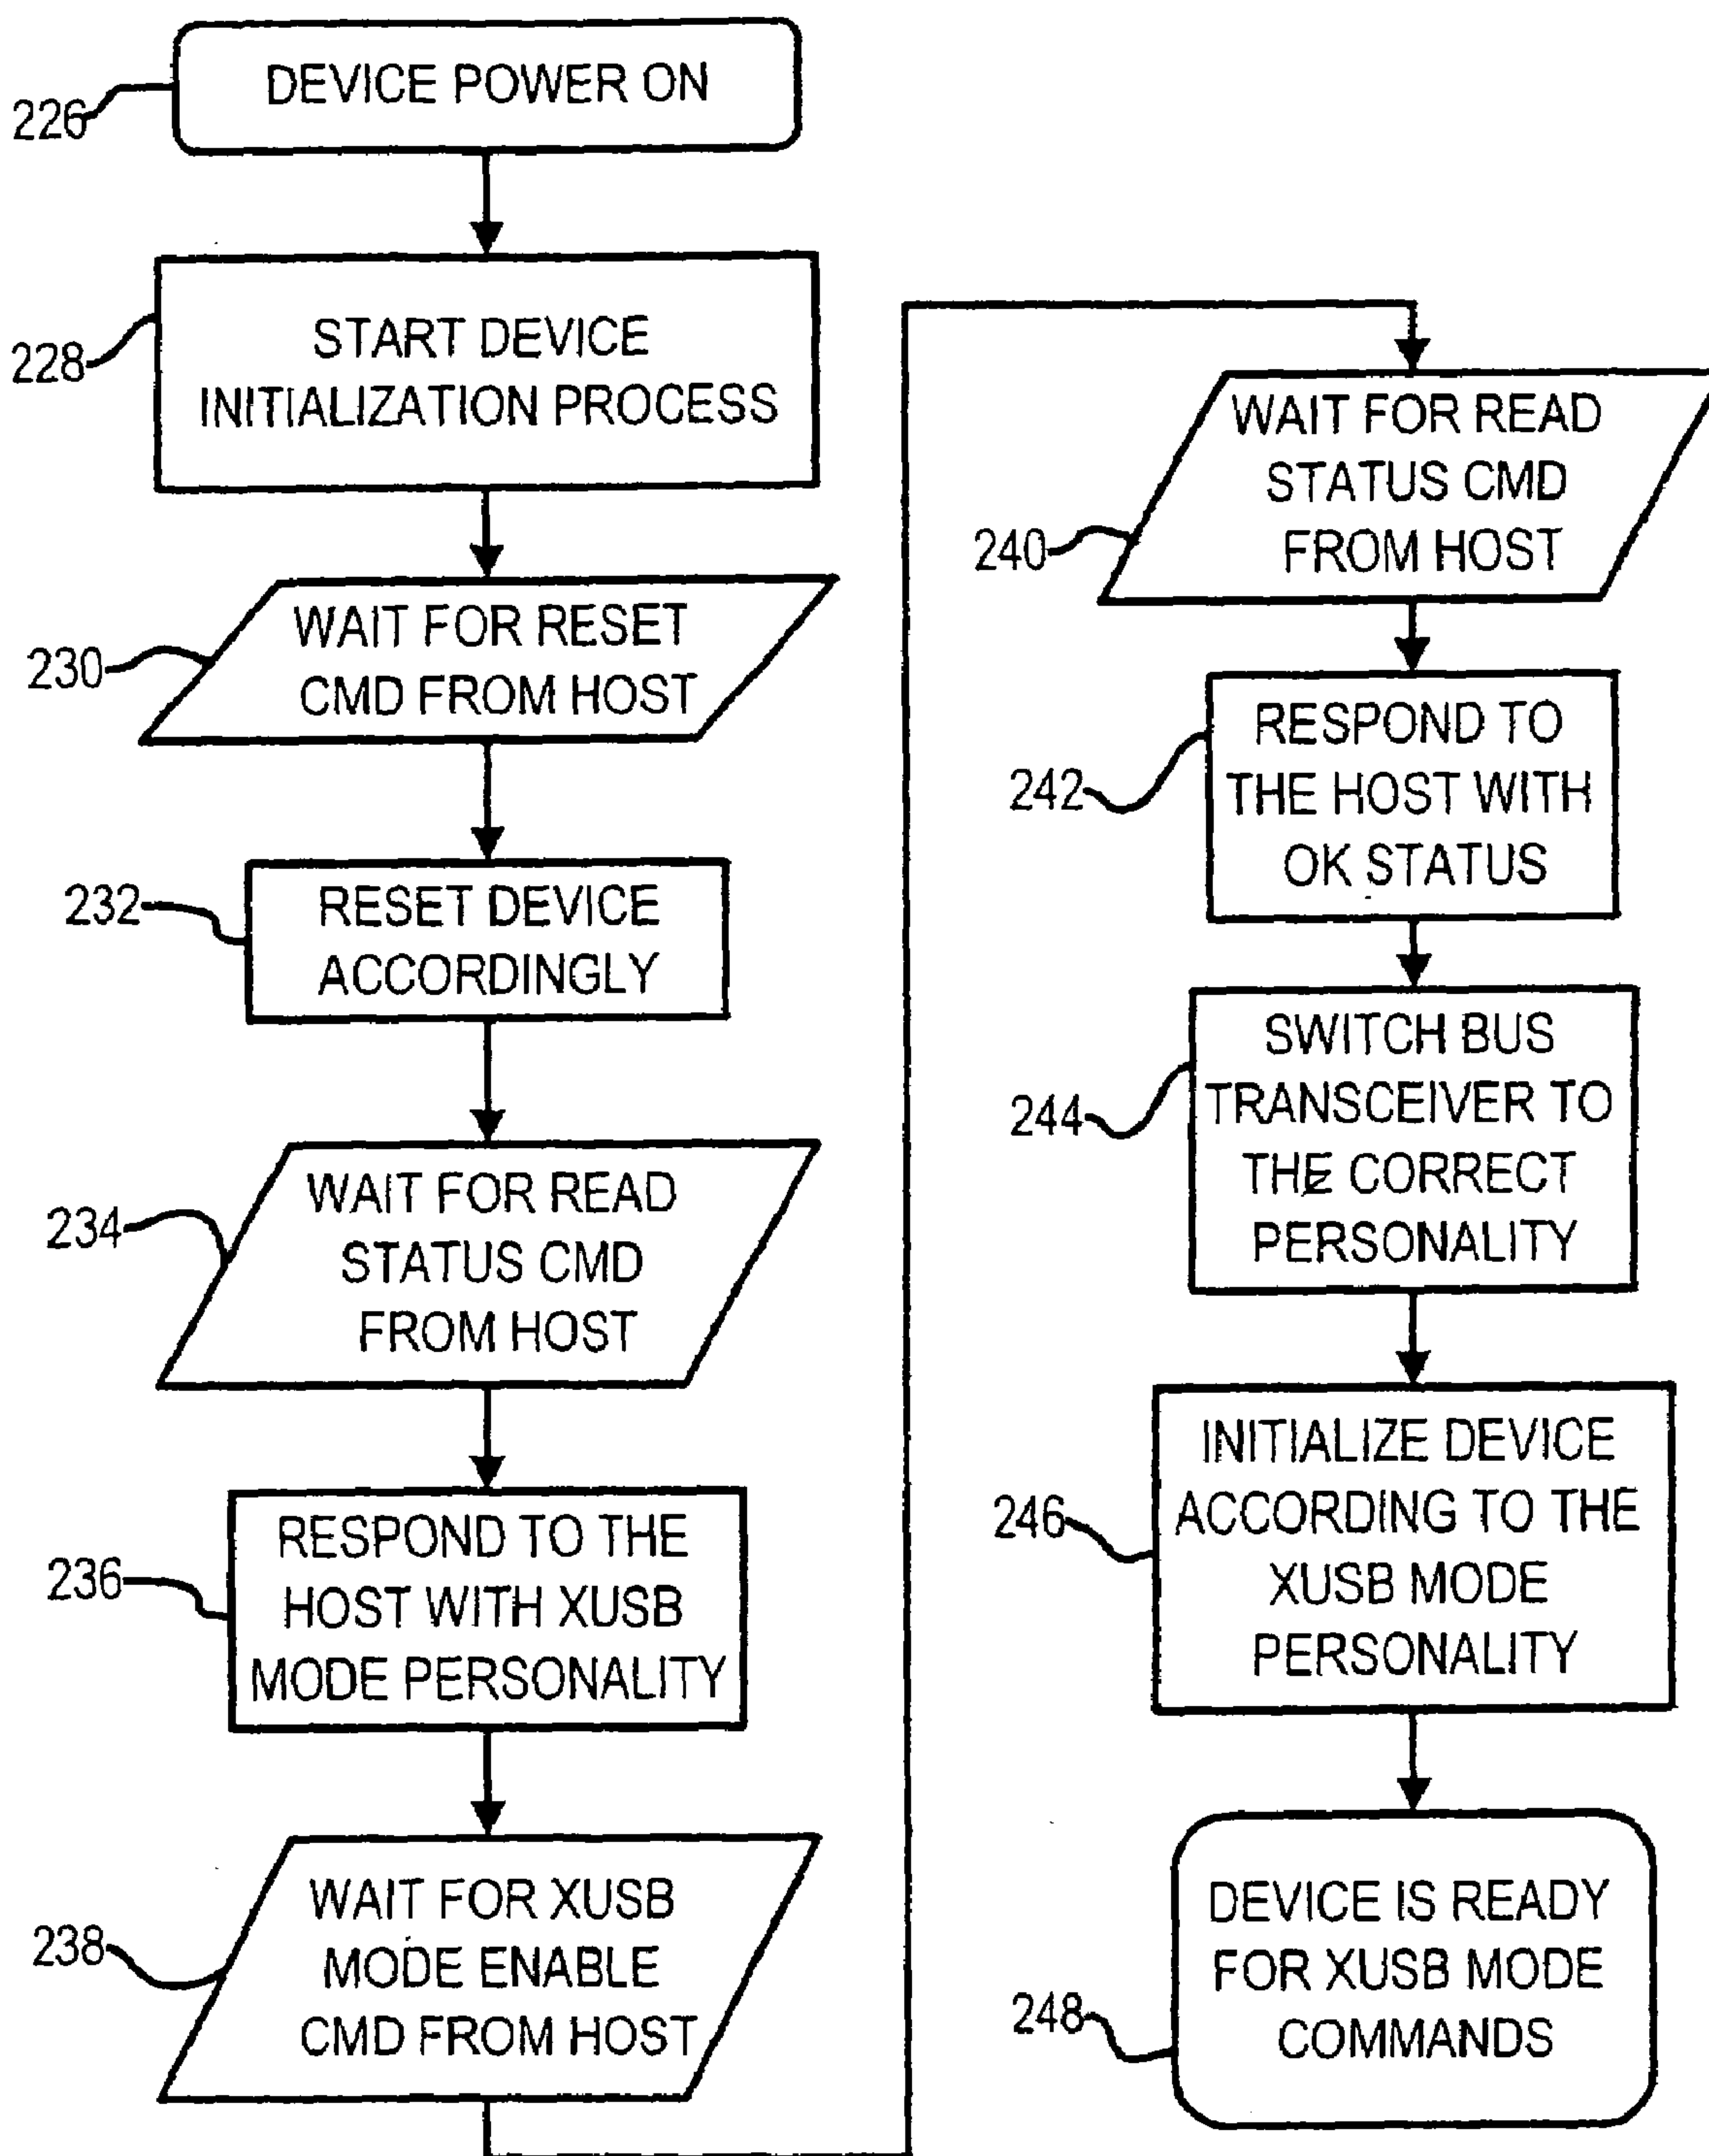 226
DEVICE POWER ON
228
START DEVICE
INITIALIZATION PROCESS
230
WAIT FOR RESET
CMD FROM HOST
232
RESET DEVICE
ACCORDINGLY
234
WAIT FOR READ
STATUS CMD
FROM HOST
236
RESPOND TO THE
HOST WITH XUSB
MODE PERSONALITY
238
WAIT FOR XUSB
MODE ENABLE
CMD FROM HOST
240
WAIT FOR READ
STATUS CMD
FROM HOST
242
RESPOND TO
THE HOST WITH
OK STATUS
244
SWITCH BUS
TRANSCEIVER TO
THE CORRECT
PERSONALITY
246
INITIALIZE DEVICE
ACCORDING TO THE
XUSB MODE
PERSONALITY
248
DEVICE IS READY
FOR XUSB MODE
COMMANDS